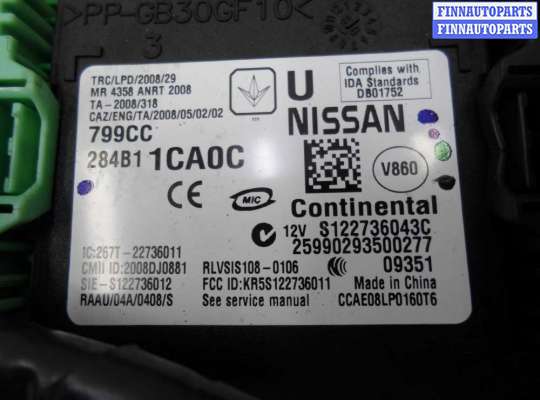 >PP-GB30GF10<
3
FINNAUTOPARTS
FINNAUTOPARTS
TRC/LPD/2008/29
MR 4358 ANRT 2008
TA-2008/318
CAZ/ENG/TA/2008/05/02/02
U
Complies with
IDA Standards
DB01752
799CC
NISSAN
284B1 1CA0C
V860
CE
MIC
Continental
12V S122736043C
25990293500277
IC:267T-22736011
CMII ID:2008DJ0881
RLVSIS108-0106
09351
SIE-S122736012
FCC ID:KR5S122736011
Made in China
RAAU/04A/0408/S
See service manual
CCAE08LP0160T6
FINNAUTOPARTS
FINNAUTOPARTS